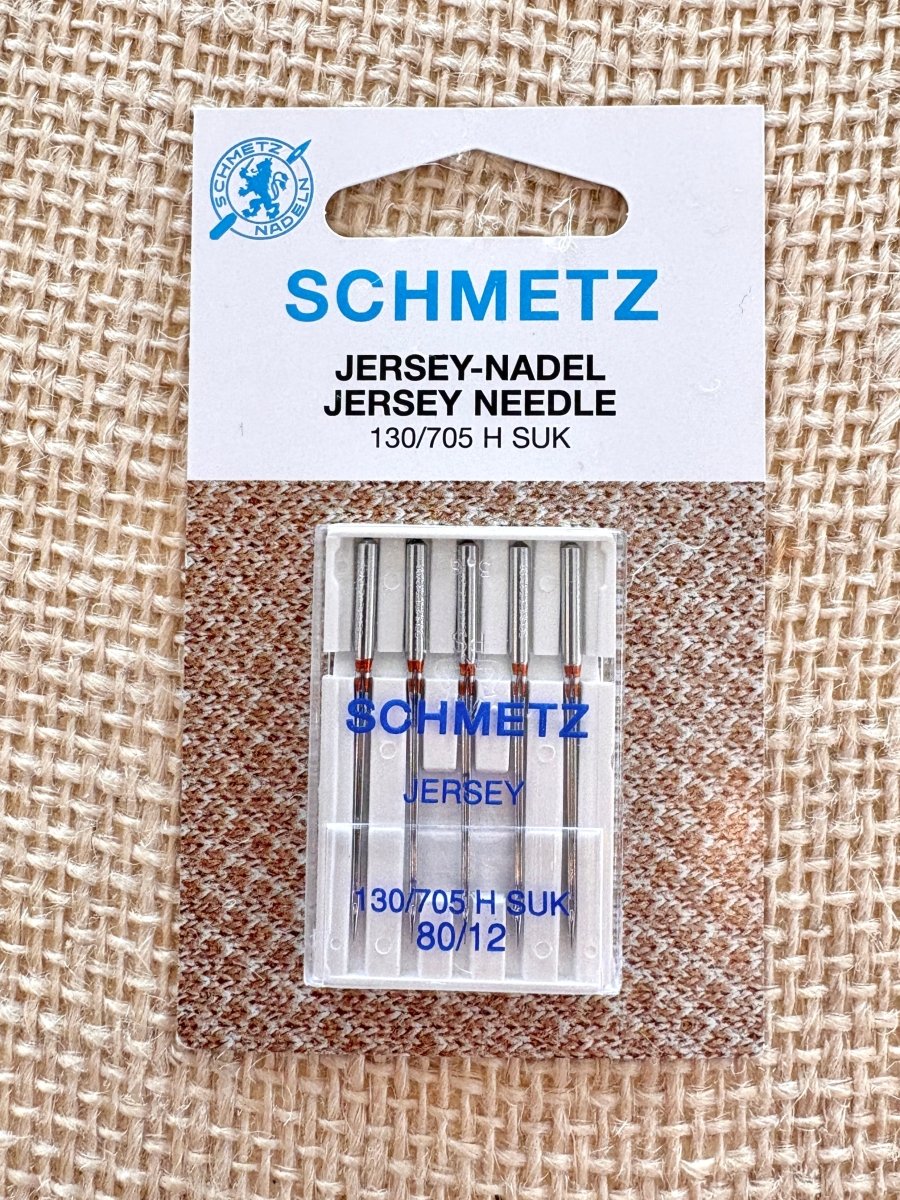 SCHMETZ
NADELN
SCHMETZ
JERSEY-NADEL
JERSEY NEEDLE
130/705 H SUK
SCHMETZ
JERSEY
130/705 H SUK
80/12